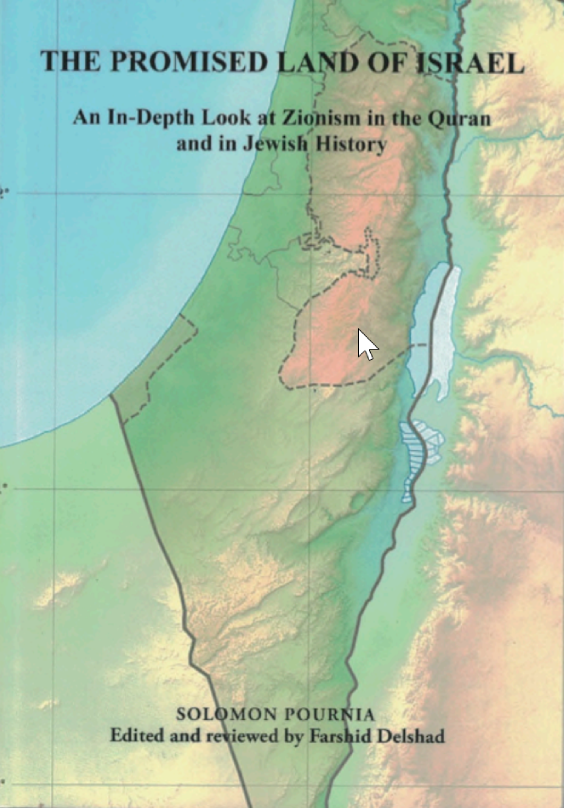 THE PROMISED LAND OF ISRAEL
An In-Depth Look at Zionism in the Quran
and in Jewish History
SOLOMON POURNIA
Edited and reviewed by Farshid Delshad